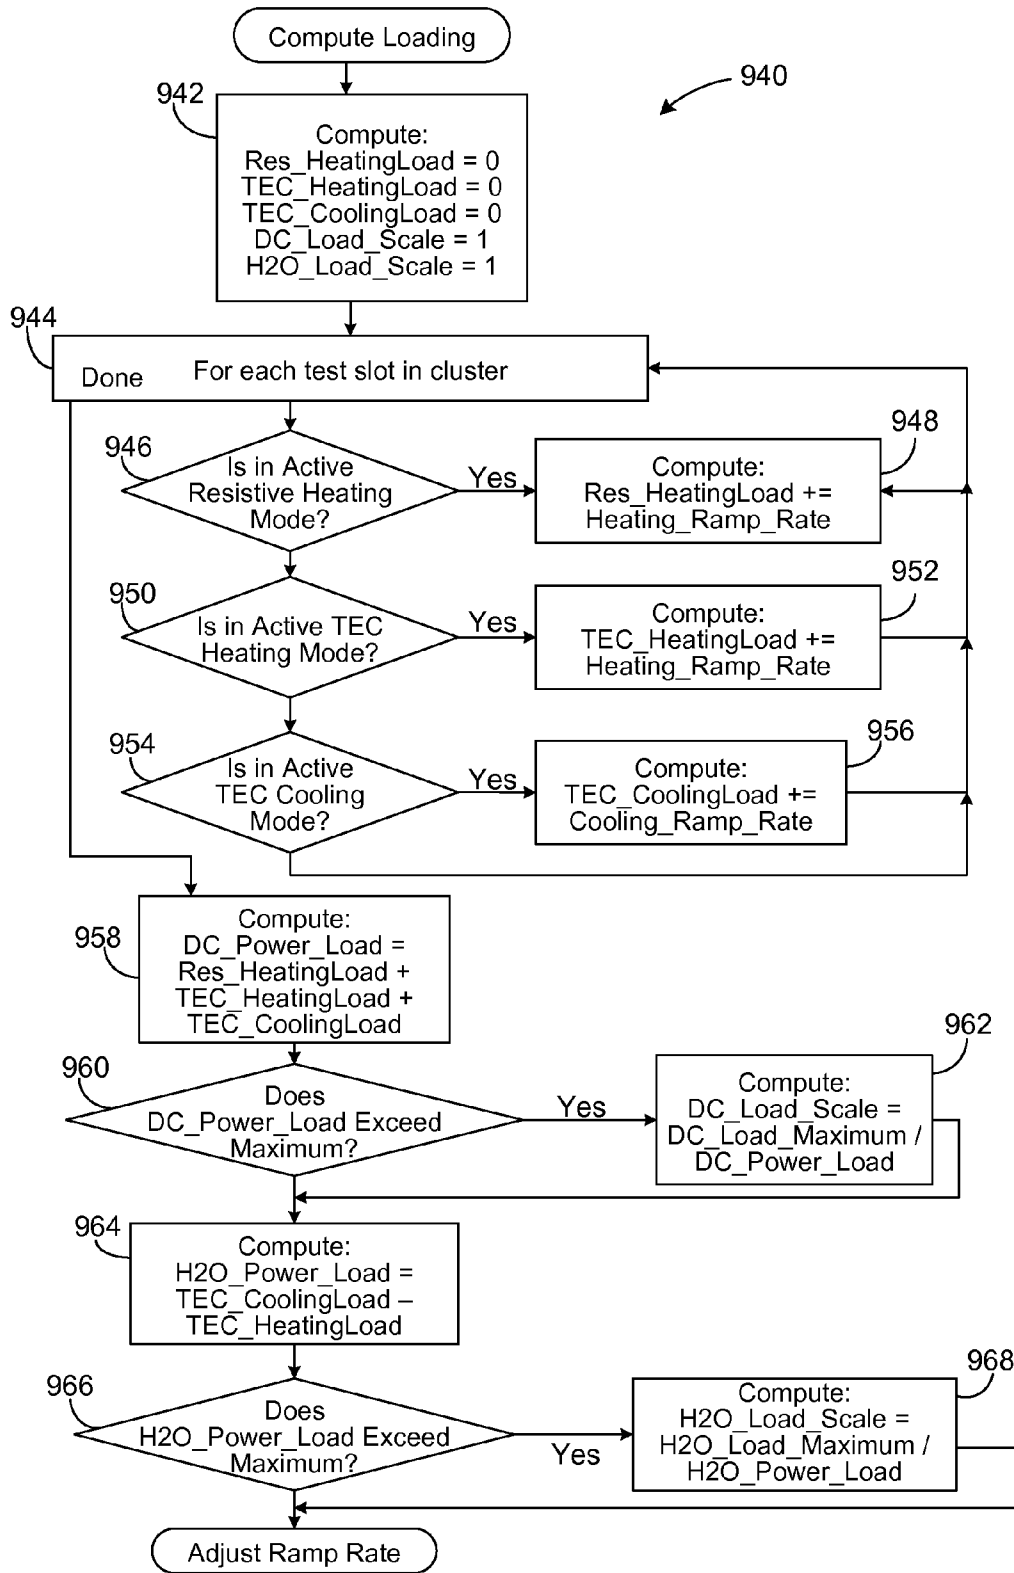 Compute Loading
940
942
Compute:
Res_HeatingLoad = 0
TEC_HeatingLoad = 0
TEC_CoolingLoad = 0
DC_Load_Scale = 1
H2O_Load_Scale = 1
944
For each test slot in cluster
Done
946
Is in Active
Resistive Heating
Mode?
Yes
948
Compute:
Res_HeatingLoad +=
Heating_Ramp_Rate
950
Is in Active TEC
Heating Mode?
Yes
952
Compute:
TEC_HeatingLoad +=
Heating_Ramp_Rate
954
Is in Active
TEC Cooling
Mode?
Yes
956
Compute:
TEC_CoolingLoad +=
Cooling_Ramp_Rate
958
Compute:
DC_Power_Load =
Res_HeatingLoad +
TEC_HeatingLoad +
TEC_CoolingLoad
960
Does
DC_Power_Load Exceed
Maximum?
Yes
962
Compute:
DC_Load_Scale =
DC_Load_Maximum /
DC_Power_Load
964
Compute:
H2O_Power_Load =
TEC_CoolingLoad –
TEC_HeatingLoad
966
Does
H2O_Power_Load Exceed
Maximum?
Yes
968
Compute:
H2O_Load_Scale =
H2O_Load_Maximum /
H2O_Power_Load
Adjust Ramp Rate